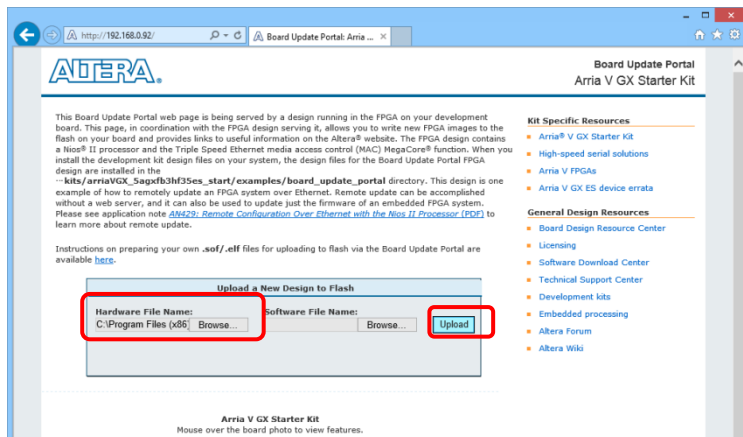 http://192.168.0.92/
Board Update Portal: Arria ...
ALTERA.
Board Update Portal
Arria V GX Starter Kit
This Board Update Portal web page is being served by a design running in the FPGA on your development
board. This page, in coordination with the FPGA design serving it, allows you to write new FPGA images to the
flash on your board and provides links to useful information on the Altera® website. The FPGA design contains
a Nios® II processor and the Triple Speed Ethernet media access control (MAC) MegaCore® function. When you
install the development kit design files on your system, the design files for the Board Update Portal FPGA
design are installed in the
--kits/arriaVGX_5agxfb3hf35es_start/examples/board_update_portal directory. This design is one
example of how to remotely update an FPGA system over Ethernet. Remote update can be accomplished
without a web server, and it can also be used to update just the firmware of an embedded FPGA system.
Please see application note AN429: Remote Configuration Over Ethernet with the Nios II Processor (PDF) to
learn more about remote update.
Instructions on preparing your own .sof/.elf files for uploading to flash via the Board Update Portal are
available here.
Upload a New Design to Flash
Hardware File Name:
Software File Name:
C:\Program Files (x86)
Browse...
Browse...
Upload
Arria V GX Starter Kit
Mouse over the board photo to view features.
Kit Specific Resources
Arria® V GX Starter Kit
High-speed serial solutions
Arria V FPGAs
Arria V GX ES device errata
General Design Resources
Board Design Resource Center
Licensing
Software Download Center
Technical Support Center
Development kits
Embedded processing
Altera Forum
Altera Wiki